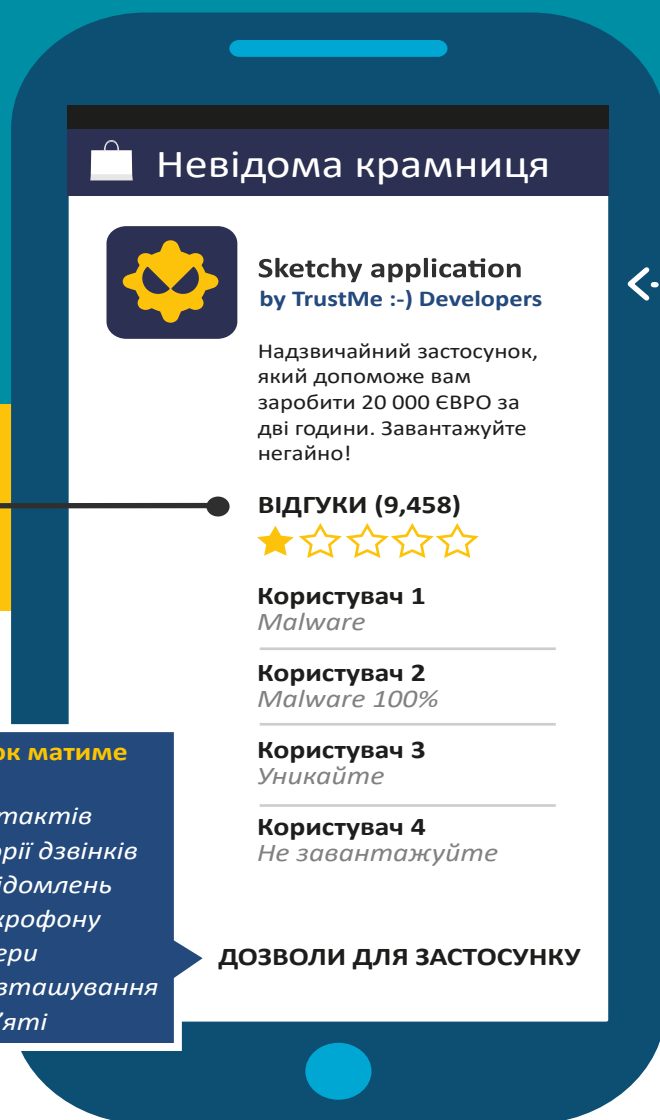 Невідома крамниця
Sketchy application
by TrustMe :-) Developers
Надзвичайний застосунок,
який допоможе вам
заробити 20 000 ЄВРО за
дві години. Завантажуйте
негайно!
ВІДГУКИ (9,458)
Користувач 1
Malware
Користувач 2
Malware 100%
Користувач 3
Уникайте
Користувач 4
Не завантажуйте
ДОЗВОЛИ ДЛЯ ЗАСТОСУНКУ
матиме
дзвінків